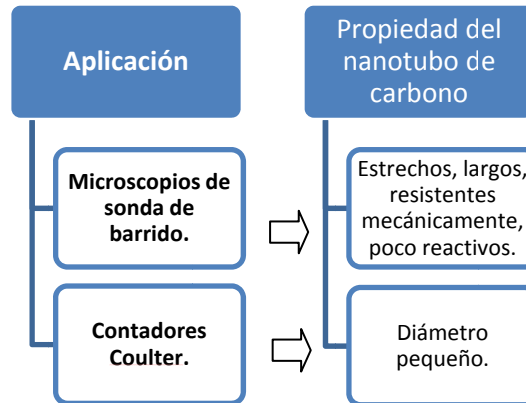 Aplicación
Propiedad del
nanotubo de
carbono
Microscopios de
sonda de
barrido.
Estrechos, largos,
resistentes
mecánicamente,
poco reactivos.
Contadores
Coulter.
Diámetro
pequeño.